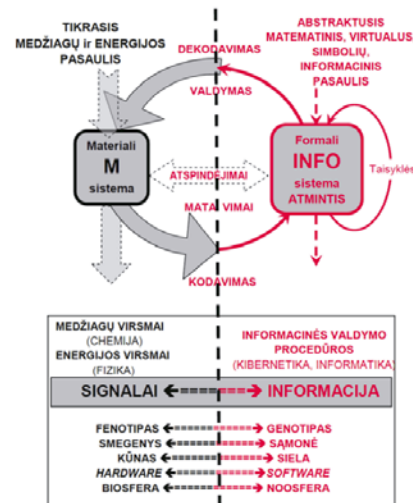 TIKRASIS
MEDŽIAGŲ ir ENERGIJOS
PASAULIS
ABSTRAKTUSIS
MATEMATINIS, VIRTUALUS
SIMBOLIŲ,
INFORMACINIS
PASAULIS
DEKODAVIMAS
VALDYMAS
Materiali
M
sistema
ATSPINDĖJIMAI
Formali
INFO
sistema
ATMINTIS
Taisyklės
MATAVIMAI
KODAVIMAS
MEDŽIAGŲ VIRSMAI
(CHEMIJA)
ENERGIJOS VIRSMAI
(FIZIKA)
INFORMACINĖS VALDYMO
PROCEDŪROS
(KIBERNETIKA, INFORMATIKA)
SIGNALAI INFORMACIJA
FENOTIPAS GENOTIPAS
SMEGENYS SĄMONĖ
KŪNAS SIELA
HARDWARE SOFTWARE
BIOSFERA NOOSFERA